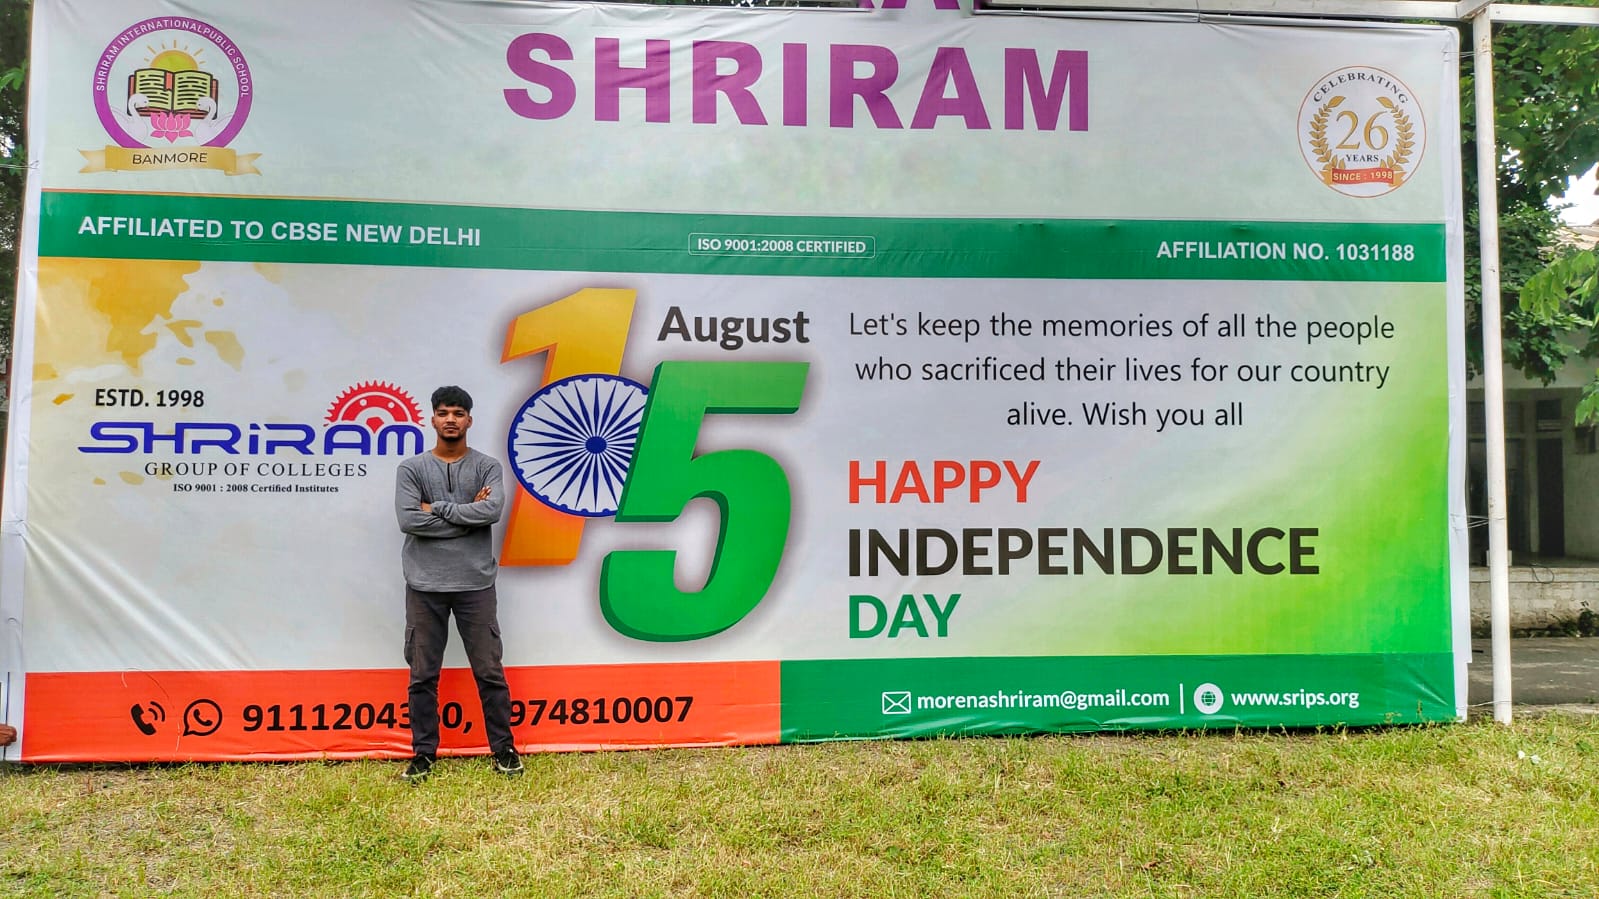 SHRIRAM
SHRIRAM INTERNATIONALPUBLIC SCHOOL
BANMORE
CELEBRATING
26
YEARS
SINCE : 1998
AFFILIATED TO CBSE NEW DELHI
ISO 9001:2008 CERTIFIED
AFFILIATION NO. 1031188
ESTD. 1998
SHRiRAM
GROUP OF COLLEGES
ISO 9001 : 2008 Certified Institutes
15
August
Let's keep the memories of all the people
who sacrificed their lives for our country
alive. Wish you all
HAPPY
INDEPENDENCE
DAY
974810007
morenashriram@gmail.com | www.srips.org